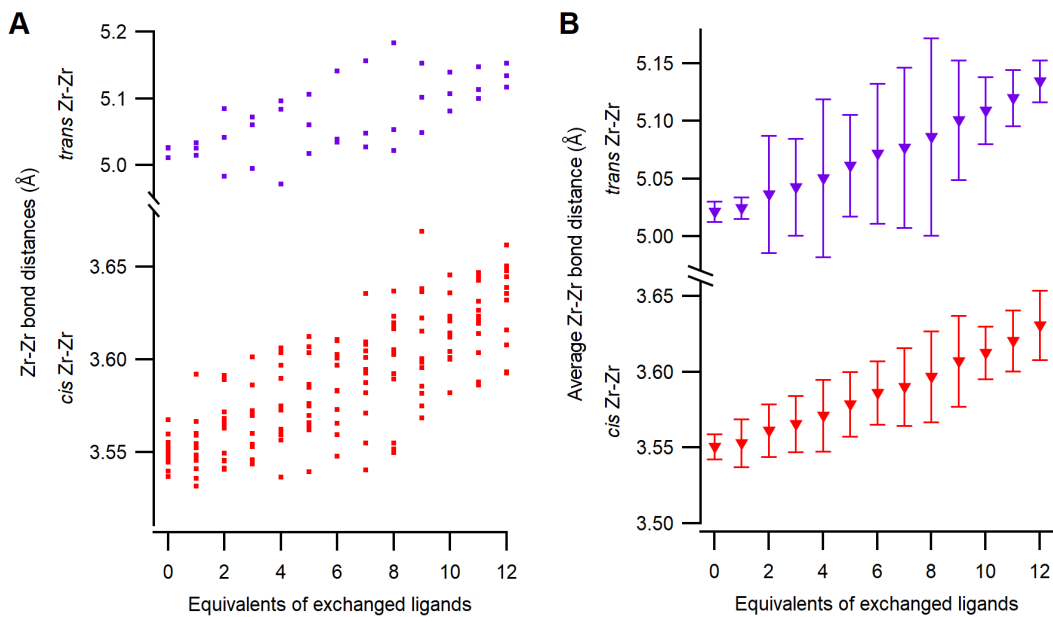 A
5.2
5.1
5.0
3.65
3.60
3.55
trans Zr-Zr
cis Zr-Zr
Zr-Zr bond distances (Å)
0 2 4 6 8 10 12
Equivalents of exchanged ligands
B
5.15
5.10
5.05
5.00
3.65
3.60
3.55
3.50
trans Zr-Zr
cis Zr-Zr
Average Zr-Zr bond distance (Å)
0 2 4 6 8 10 12
Equivalents of exchanged ligands